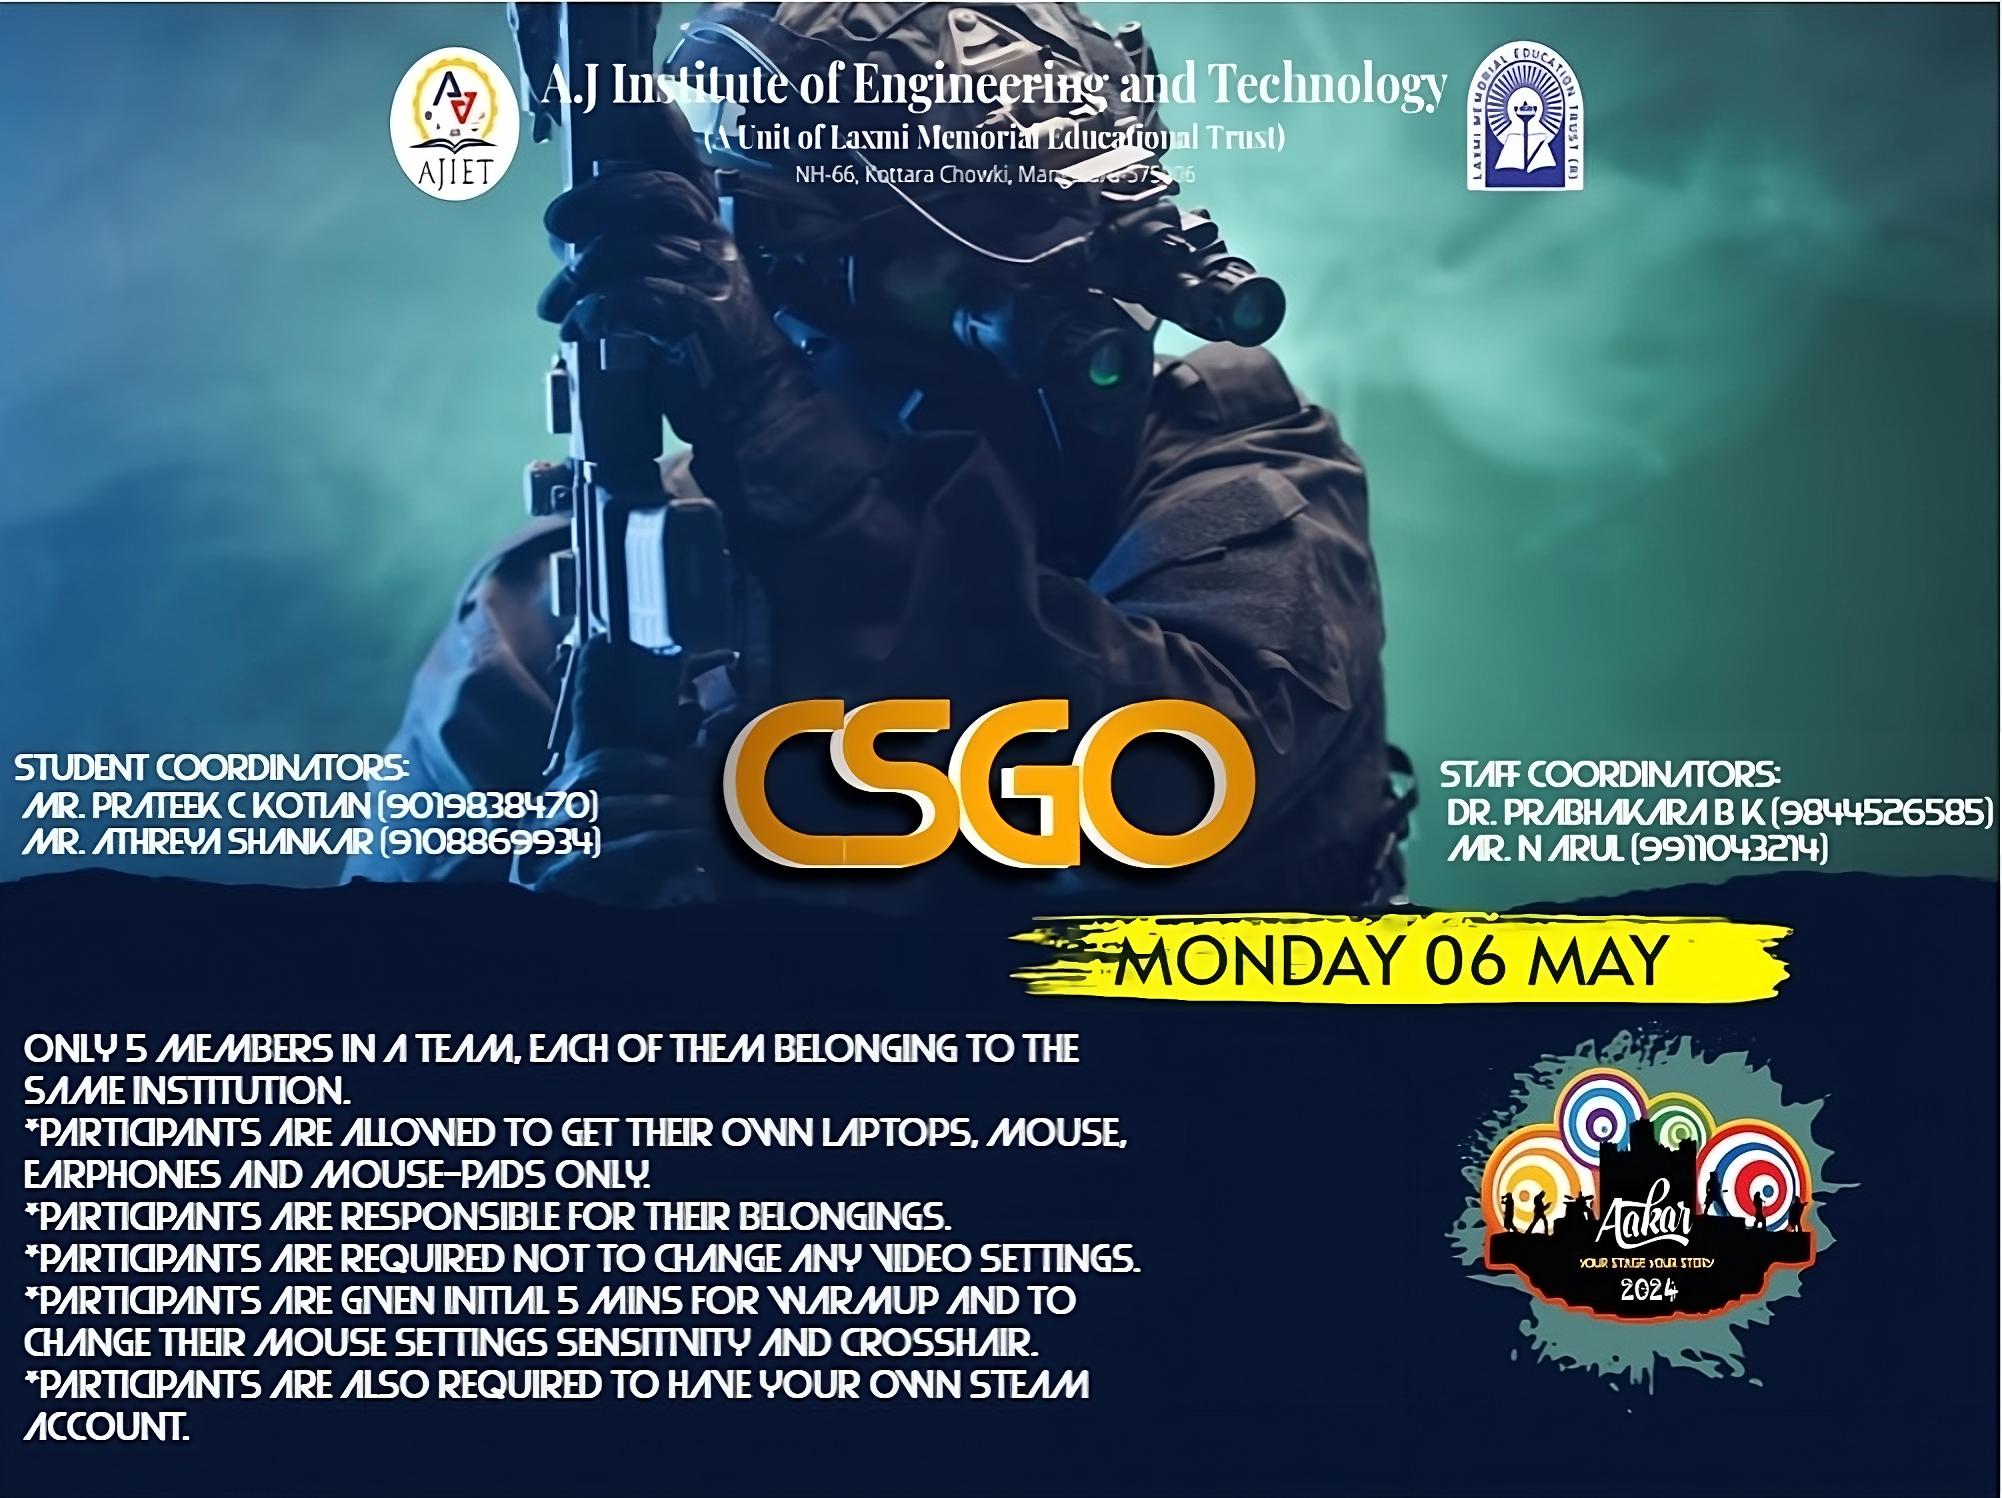 A.J Institute of Engineering and Technology
(A Unit of Laxmi Memorial Educational Trust)
NH-66, Kottara Chowki,
AJIET
LAXMI MEMORIAL EDUCATION TRUST (R)
CSGO
STUDENT COORDINATORS:
MR. PRATEEK C KOTIAN (9019838470)
MR. ATHREYA SHANKAR (9108869934)
STAFF COORDINATORS:
DR. PRABHAKARA B K (9844526585)
MR. N ARUL (9911043214)
MONDAY 06 MAY
ONLY 5 MEMBERS IN A TEAM, EACH OF THEM BELONGING TO THE
SAME INSTITUTION.
*PARTICIPANTS ARE ALLOWED TO GET THEIR OWN LAPTOPS, MOUSE,
EARPHONES AND MOUSE-PADS ONLY.
*PARTICIPANTS ARE RESPONSIBLE FOR THEIR BELONGINGS.
*PARTICIPANTS ARE REQUIRED NOT TO CHANGE ANY VIDEO SETTINGS.
*PARTICIPANTS ARE GIVEN INITIAL 5 MINS FOR WARMUP AND TO
CHANGE THEIR MOUSE SETTINGS SENSITIVITY AND CROSSHAIR.
*PARTICIPANTS ARE ALSO REQUIRED TO HAVE YOUR OWN STEAM
ACCOUNT.
Aakar
YOUR STAGE YOUR STORY
2024